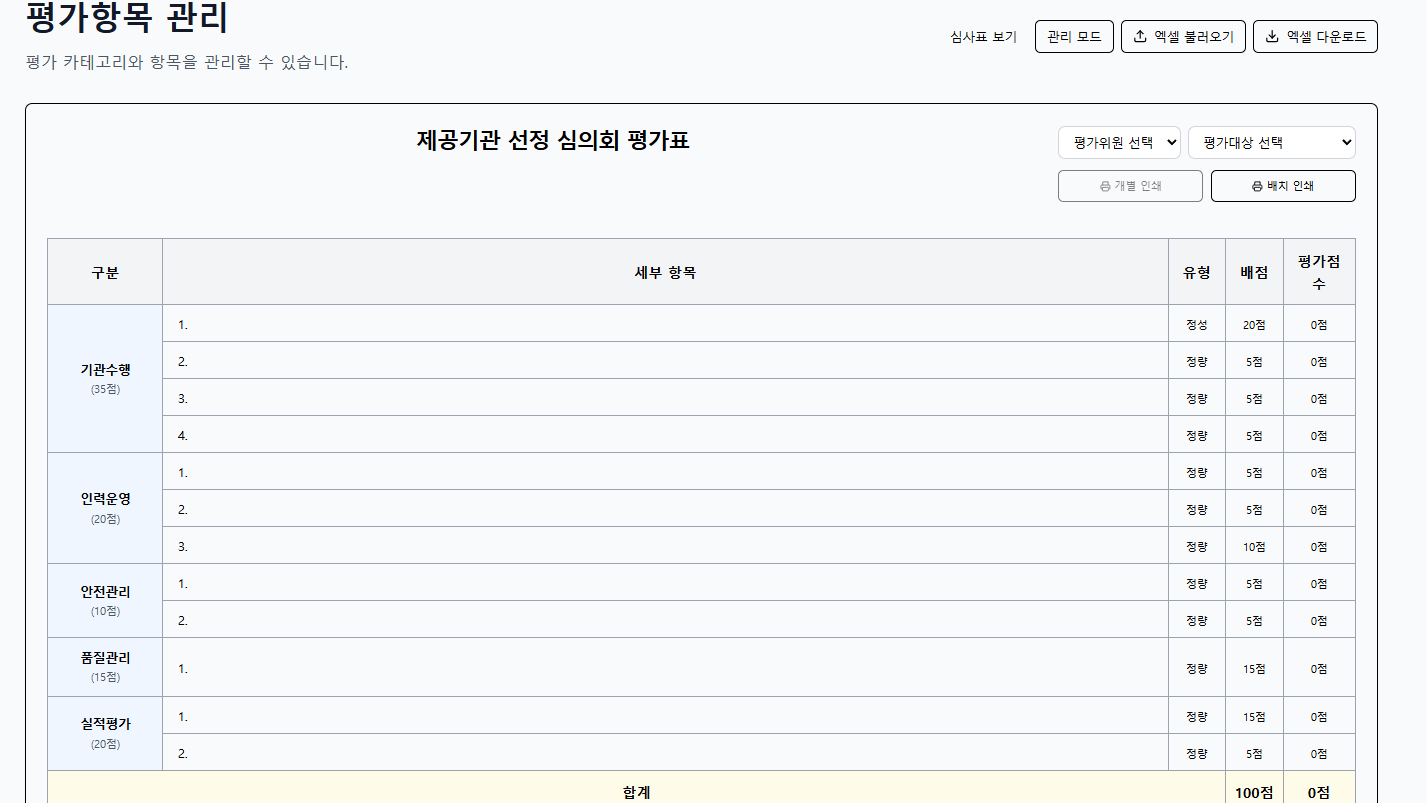 평가항목 관리
심사표 보기 관리 모드 엑셀 불러오기 엑셀 다운로드
평가 카테고리와 항목을 관리할 수 있습니다.
제공기관 선정 심의회 평가표
평가위원 선택 평가대상 선택
개별 인쇄 배치 인쇄
구분 세부 항목 유형 배점 평가점
수
기관수행
(35점)
1. 정성 20점 0점
2. 정량 5점 0점
3. 정량 5점 0점
4. 정량 5점 0점
인력운영
(20점)
1. 정량 5점 0점
2. 정량 5점 0점
3. 정량 10점 0점
안전관리
(10점)
1. 정량 5점 0점
2. 정량 5점 0점
품질관리
(15점)
1. 정량 15점 0점
실적평가
(20점)
1. 정량 15점 0점
2. 정량 5점 0점
합계 100점 0점